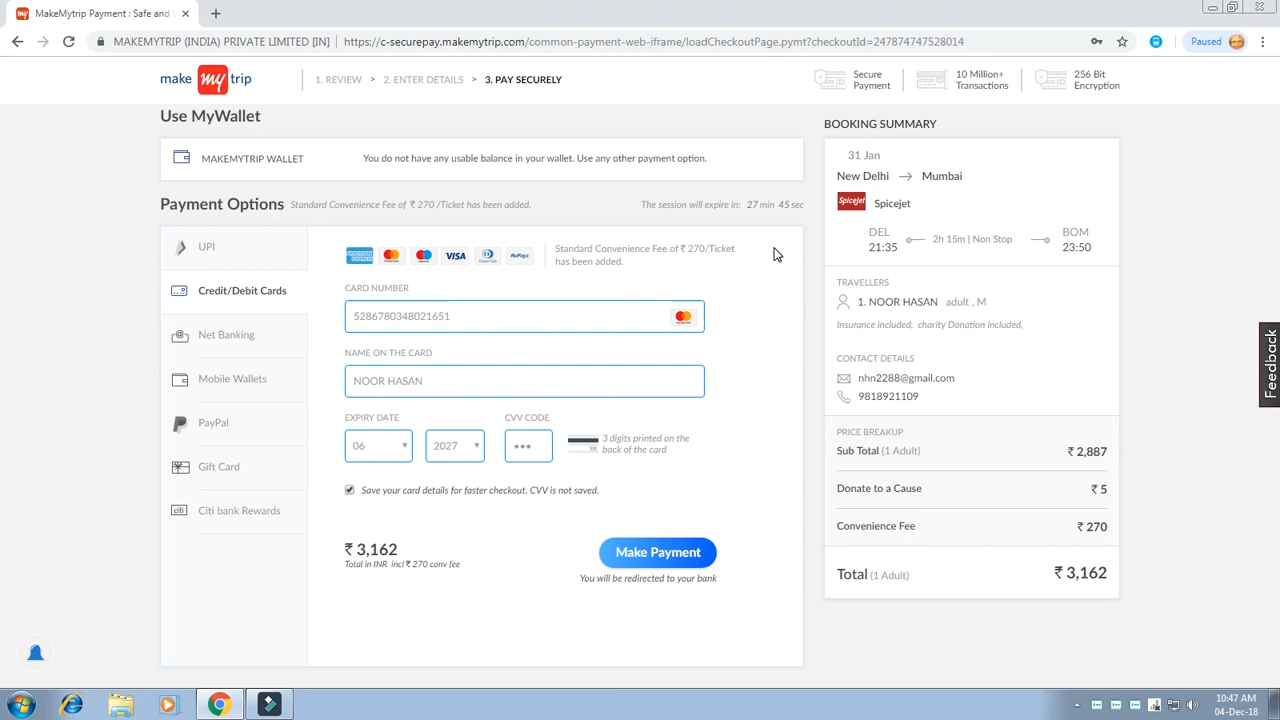 MakeMytrip Payment : Safe and S
MAKEMYTRIP (INDIA) PRIVATE LIMITED [IN] https://c-securepay.makemytrip.com/common-payment-web-iframe/loadCheckoutPage.pymt?checkoutId=247874747528014
Paused
make my trip
1. REVIEW > 2. ENTER DETAILS > 3. PAY SECURELY
Secure Payment
10 Million+ Transactions
256 Bit Encryption
Use MyWallet
MAKEMYTRIP WALLET
You do not have any usable balance in your wallet. Use any other payment option.
Payment Options
Standard Convenience Fee of ₹ 270 /Ticket has been added.
The session will expire in: 27 min 45 sec
UPI
Credit/Debit Cards
Net Banking
Mobile Wallets
PayPal
Gift Card
citi Citi bank Rewards
VISA
RuPay
Standard Convenience Fee of ₹ 270/Ticket
has been added.
CARD NUMBER
5286780348021651
NAME ON THE CARD
NOOR HASAN
EXPIRY DATE
CVV CODE
06
2027
•••
3 digits printed on the
back of the card
Save your card details for faster checkout. CVV is not saved.
₹ 3,162
Total in INR incl ₹ 270 conv fee
Make Payment
You will be redirected to your bank
BOOKING SUMMARY
31 Jan
New Delhi → Mumbai
Spicejet Spicejet
DEL
21:35
2h 15m | Non Stop
BOM
23:50
TRAVELLERS
1. NOOR HASAN adult , M
Insurance included, charity Donation included,
CONTACT DETAILS
nhn2288@gmail.com
9818921109
PRICE BREAKUP
Sub Total (1 Adult) ₹ 2,887
Donate to a Cause ₹ 5
Convenience Fee ₹ 270
Total (1 Adult) ₹ 3,162
Feedback
10:47 AM
04-Dec-18